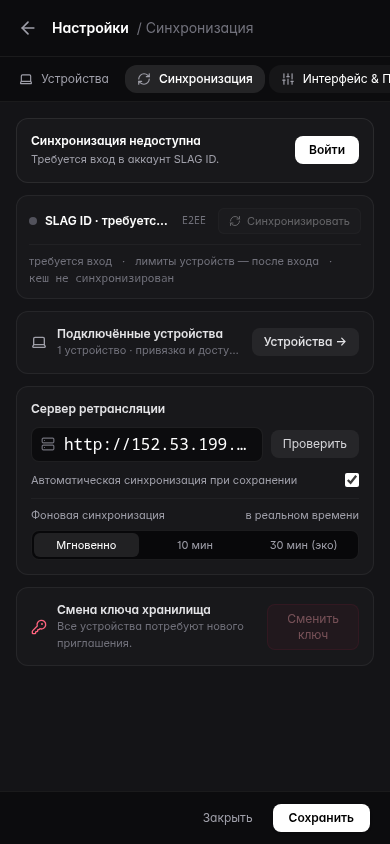 Настройки / Синхронизация
Устройства
Синхронизация
Интерфейс & П
Синхронизация недоступна
Требуется вход в аккаунт SLAG ID.
Войти
SLAG ID · требуетс...
E2EE
Синхронизировать
требуется вход · лимиты устройств — после входа ·
кеш не синхронизирован
Подключённые устройства
1 устройство · привязка и досту...
Устройства →
Сервер ретрансляции
http://152.53.199.…
Проверить
Автоматическая синхронизация при сохранении
Фоновая синхронизация
в реальном времени
Мгновенно
10 мин
30 мин (эко)
Смена ключа хранилища
Все устройства потребуют нового
приглашения.
Сменить
ключ
Закрыть
Сохранить